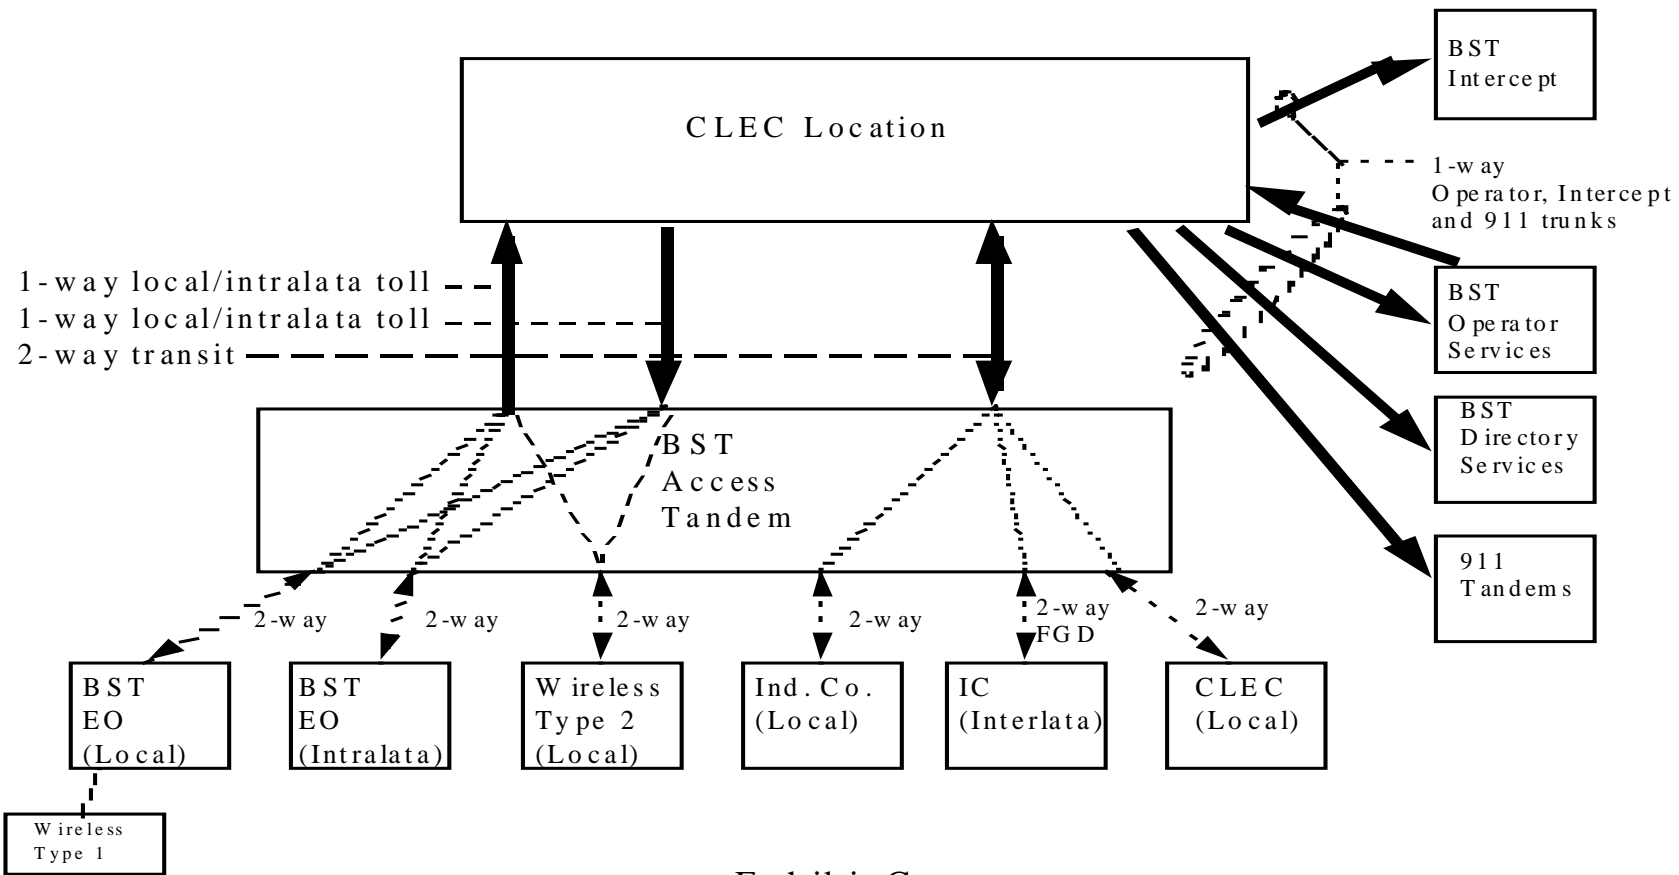 BST
Intercept
CLEC Location
1-way
Operator, Intercept
and 911 trunks
1-way local/intralata toll
1-way local/intralata toll
2-way transit
BST
Operator
Services
BST
Directory
Services
BST
Access
Tandem
911
Tandems
2-way
2-way
2-way
2-way
2-way
FGD
2-way
BST
EO
(Local)
BST
EO
(Intralata)
Wireless
Type 2
(Local)
Ind. Co.
(Local)
IC
(Interlata)
CLEC
(Local)
Wireless
Type 1